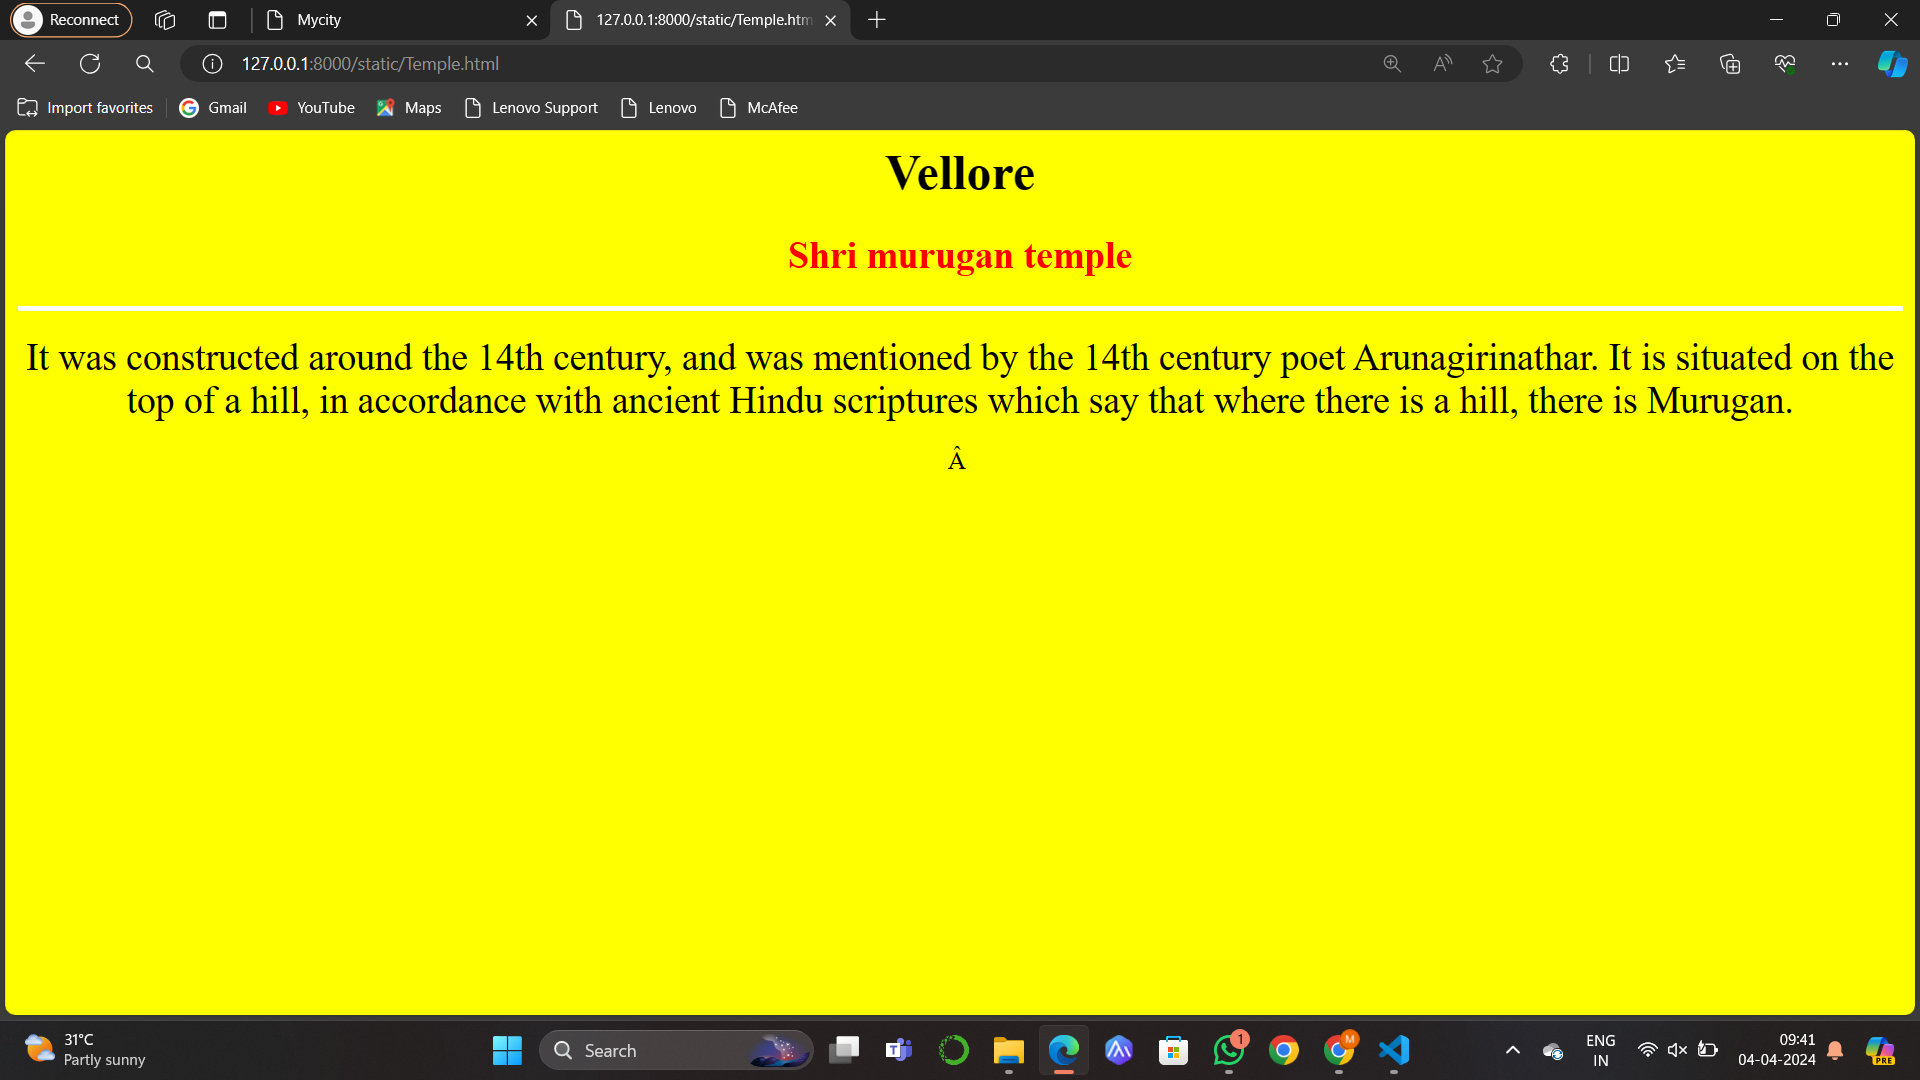 Reconnect
Mycity
127.0.0.1:8000/static/Temple.htm
127.0.0.1:8000/static/Temple.html
Import favorites
Gmail
YouTube
Maps
Lenovo Support
Lenovo
McAfee
Vellore
Shri murugan temple
It was constructed around the 14th century, and was mentioned by the 14th century poet Arunagirinathar. It is situated on the
top of a hill, in accordance with ancient Hindu scriptures which say that where there is a hill, there is Murugan.
Â
31°C
Partly sunny
Search
1
M
ENG
IN
09:41
04-04-2024
PRE